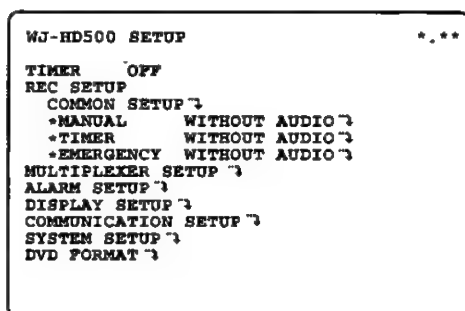 WJ-HD500 SETUP *.**
TIMER OFF
REC SETUP
COMMON SETUP⤵
*MANUAL WITHOUT AUDIO⤵
*TIMER WITHOUT AUDIO⤵
*EMERGENCY WITHOUT AUDIO⤵
MULTIPLEXER SETUP ⤵
ALARM SETUP⤵
DISPLAY SETUP⤵
COMMUNICATION SETUP⤵
SYSTEM SETUP⤵
DVD FORMAT⤵